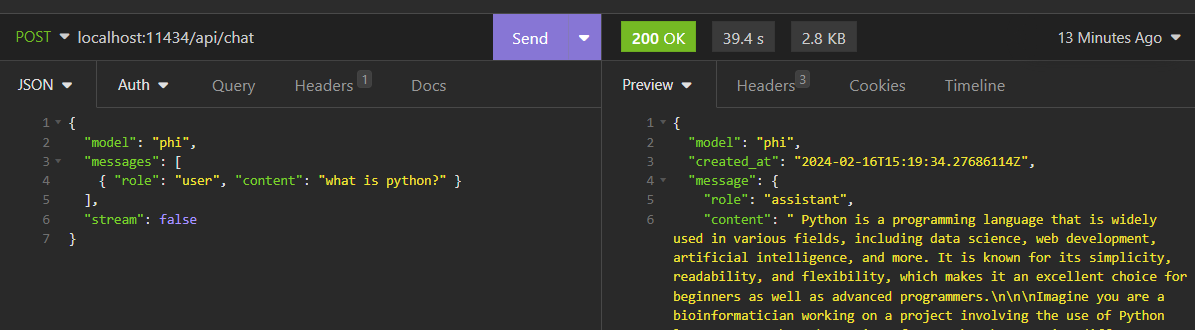 POST localhost:11434/api/chat Send
200 OK 39.4 s 2.8 KB 13 Minutes Ago
JSON Auth Query Headers 1 Docs
Preview Headers 3 Cookies Timeline
1 {
2 "model": "phi",
3 "messages": [
4 { "role": "user", "content": "what is python?" }
5 ],
6 "stream": false
7 }
1 {
2 "model": "phi",
3 "created_at": "2024-02-16T15:19:34.27686114Z",
4 "message": {
5 "role": "assistant",
6 "content": " Python is a programming language that is widely
used in various fields, including data science, web development,
artificial intelligence, and more. It is known for its simplicity,
readability, and flexibility, which makes it an excellent choice for
beginners as well as advanced programmers.\n\n\nImagine you are a
bioinformatician working on a project involving the use of Python